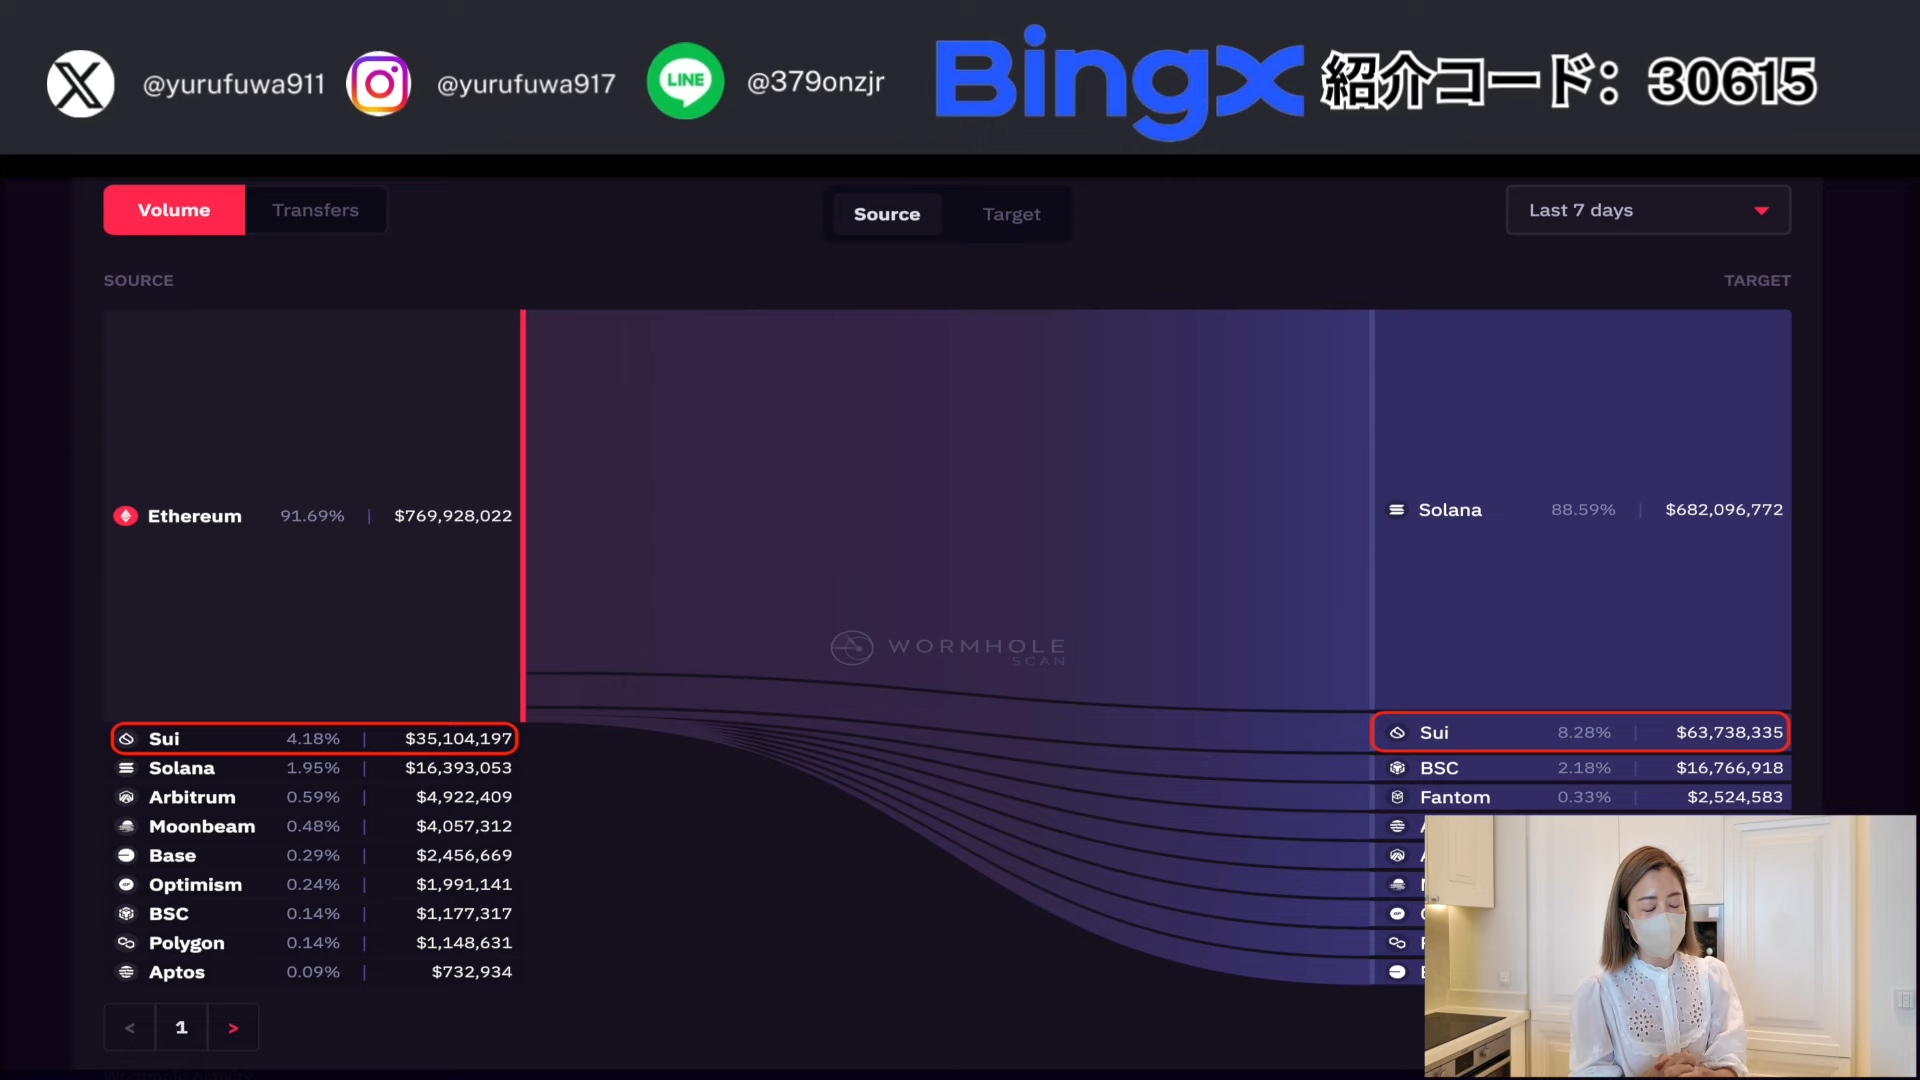 @yurufuwa911
@yurufuwa917
LINE
@379onzjr
BingX
紹介コード：30615
Volume
Transfers
Source
Target
Last 7 days
SOURCE
TARGET
Ethereum 91.69% | $769,928,022
Solana 88.59% | $682,096,772
WORMHOLE
SCAN
Sui 4.18% | $35,104,197
Solana 1.95% | $16,393,053
Arbitrum 0.59% | $4,922,409
Moonbeam 0.48% | $4,057,312
Base 0.29% | $2,456,669
Optimism 0.24% | $1,991,141
BSC 0.14% | $1,177,317
Polygon 0.14% | $1,148,631
Aptos 0.09% | $732,934
Sui 8.28% | $63,738,335
BSC 2.18% | $16,766,918
Fantom 0.33% | $2,524,583
< 1 >